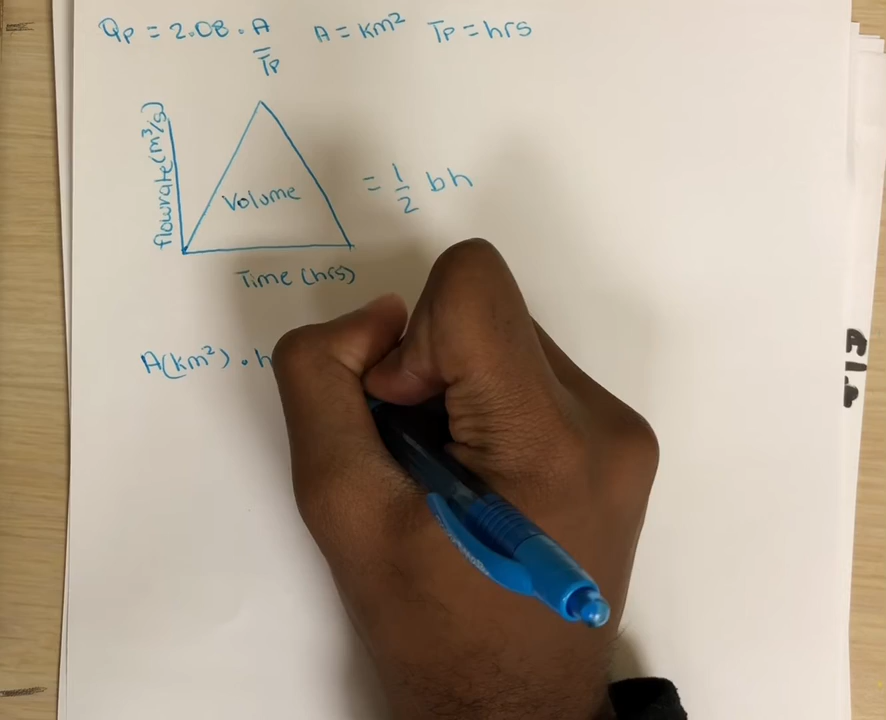 Qp = 2.08 . A/Tp A = km² Tp = hrs
flowrate (m³/s)
Volume
= 1/2 bh
Time (hrs)
A(km²) . h